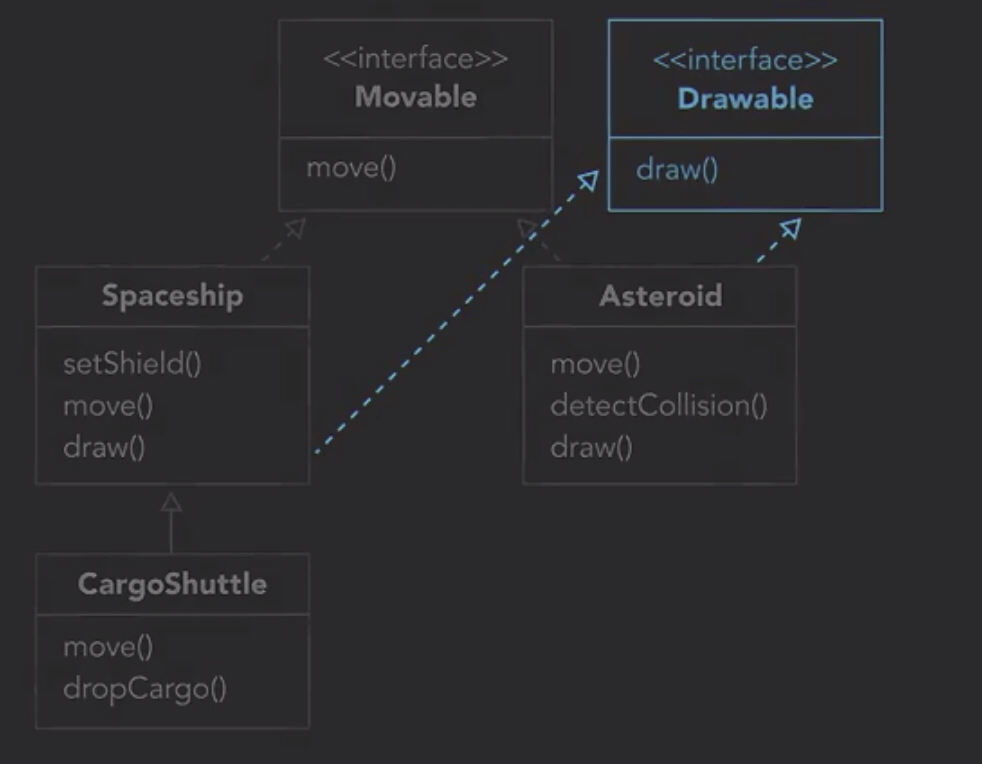 <<interface>>
Movable
move()
<<interface>>
Drawable
draw()
Spaceship
setShield()
move()
draw()
Asteroid
move()
detectCollision()
draw()
CargoShuttle
move()
dropCargo()